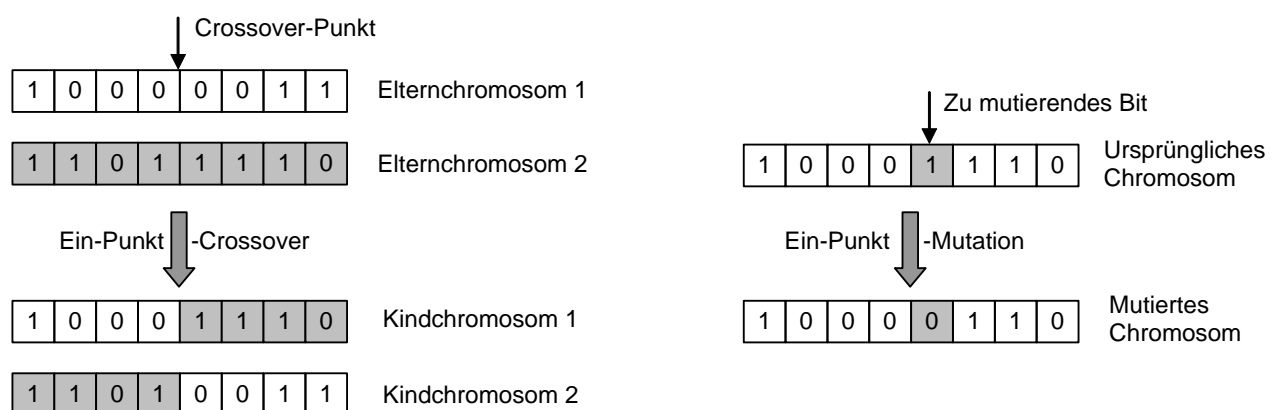 Crossover-Punkt
1 0 0 0 0 0 1 1 Elternchromosom 1
1 1 0 1 1 1 1 0 Elternchromosom 2
Ein-Punkt -Crossover
1 0 0 0 1 1 1 0 Kindchromosom 1
1 1 0 1 0 0 1 1 Kindchromosom 2
Zu mutierendes Bit
1 0 0 0 1 1 1 0 Ursprüngliches
Chromosom
Ein-Punkt -Mutation
1 0 0 0 0 1 1 0 Mutiertes
Chromosom